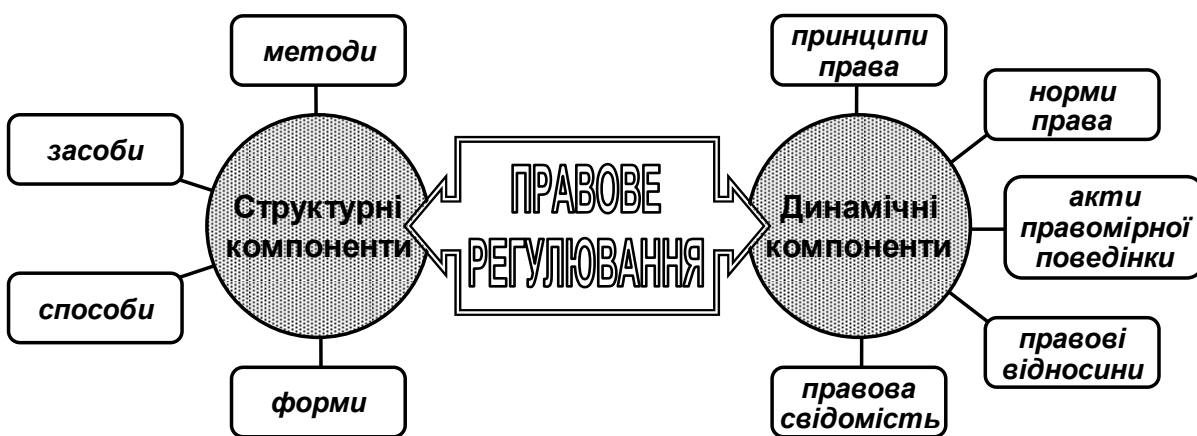 методи
засоби
Структурні
компоненти
способи
форми
ПРАВОВЕ
РЕГУЛЮВАННЯ
принципи
права
норми
права
Динамічні
компоненти
акти
правомірної
поведінки
правові
відносини
правова
свідомість